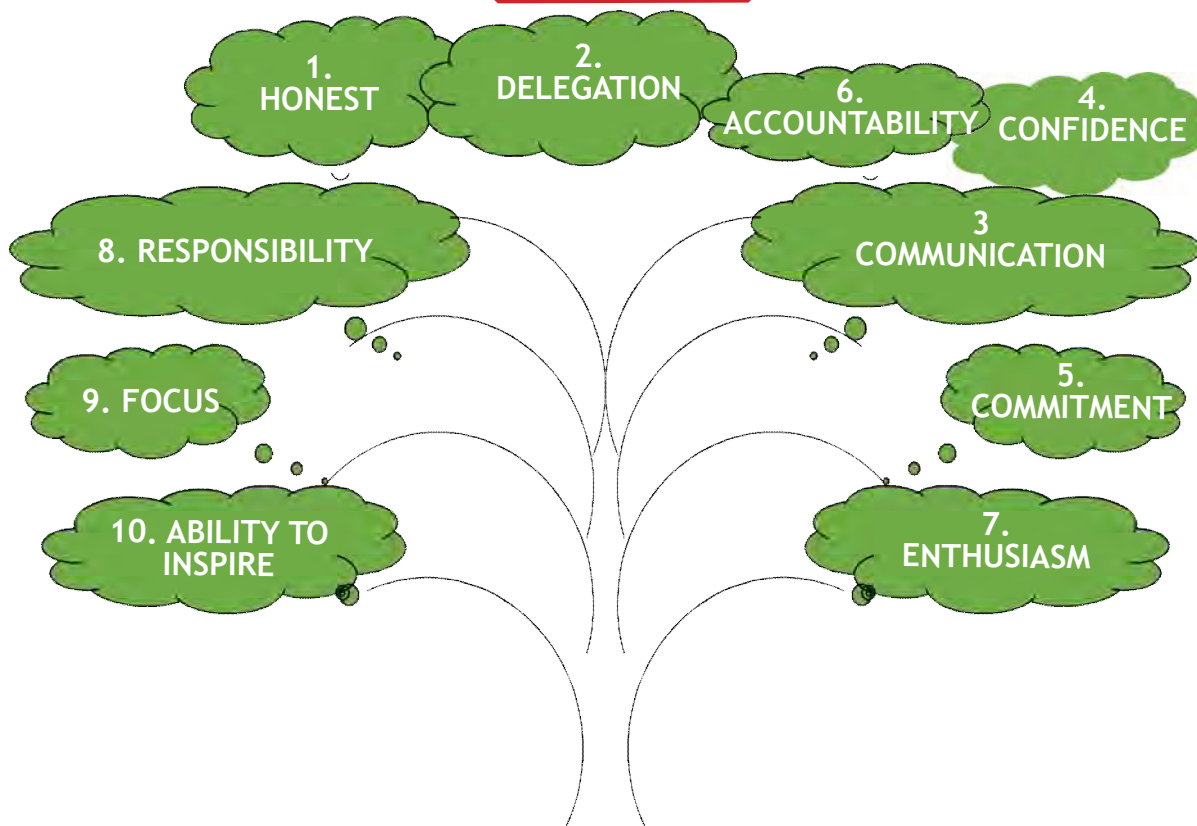 1.
HONEST
2.
DELEGATION
6.
ACCOUNTABILITY
4.
CONFIDENCE
8. RESPONSIBILITY
3
COMMUNICATION
9. FOCUS
5.
COMMITMENT
10. ABILITY TO
INSPIRE
7.
ENTHUSIASM